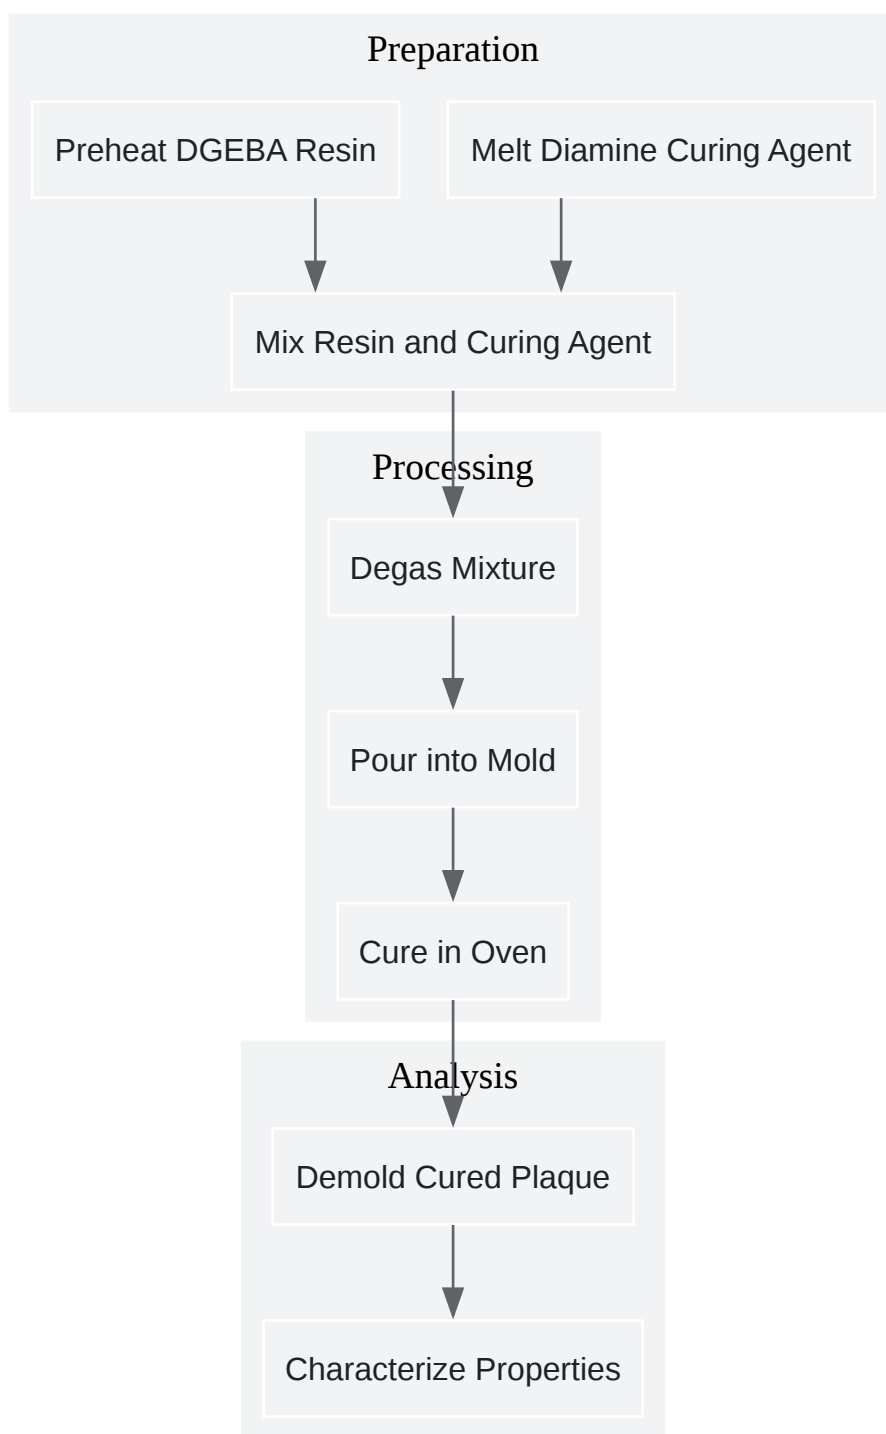 Preparation
Preheat DGEBA Resin
Melt Diamine Curing Agent
Mix Resin and Curing Agent
Processing
Degas Mixture
Pour into Mold
Cure in Oven
Analysis
Demold Cured Plaque
Characterize Properties